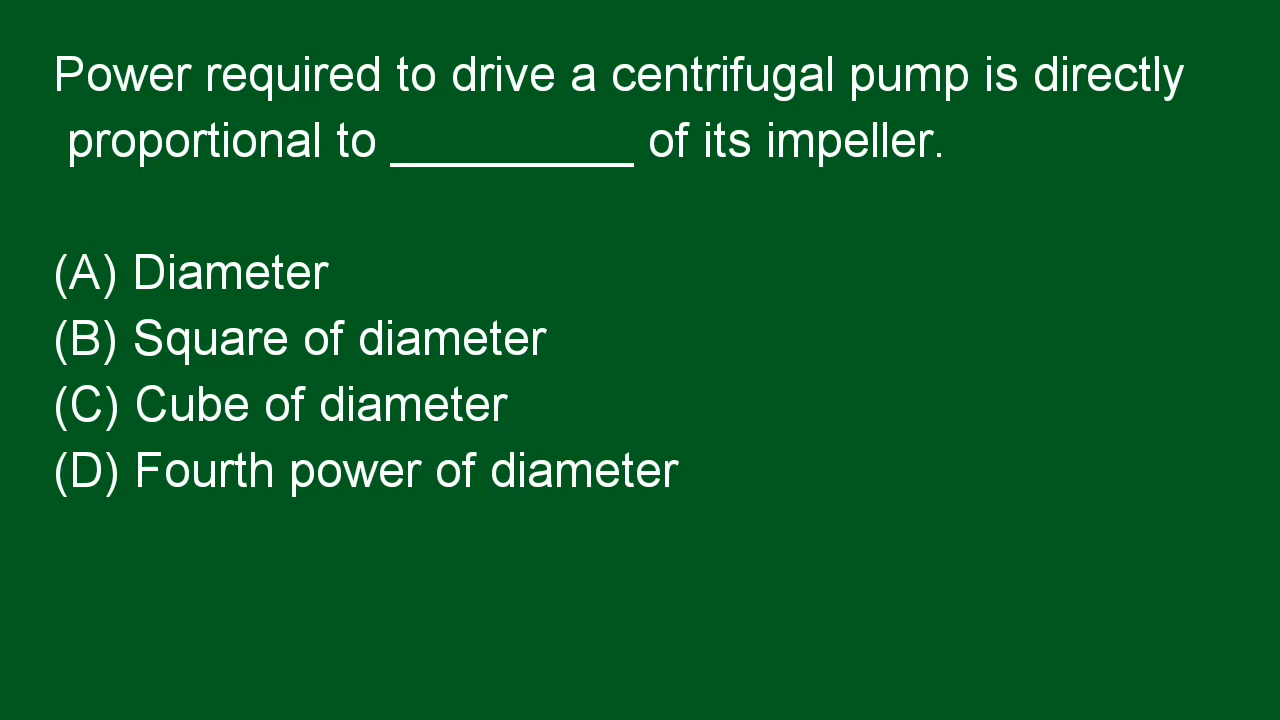 Power required to drive a centrifugal pump is directly
proportional to __________ of its impeller.
(A) Diameter
(B) Square of diameter
(C) Cube of diameter
(D) Fourth power of diameter